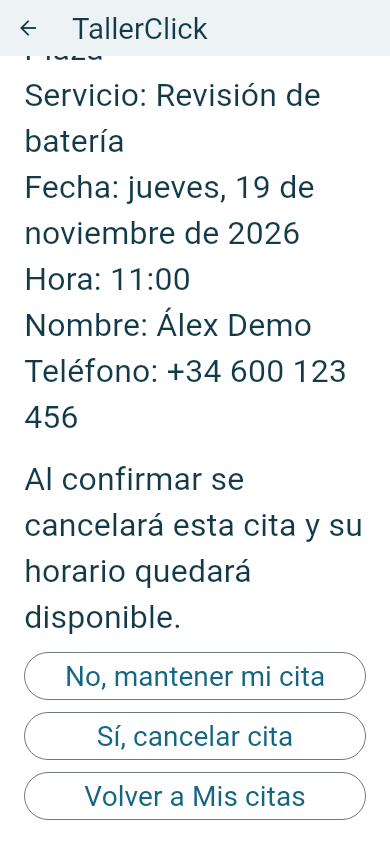 TallerClick
Plaza
Servicio: Revisión de
batería
Fecha: jueves, 19 de
noviembre de 2026
Hora: 11:00
Nombre: Álex Demo
Teléfono: +34 600 123
456
Al confirmar se
cancelará esta cita y su
horario quedará
disponible.
No, mantener mi cita
Sí, cancelar cita
Volver a Mis citas